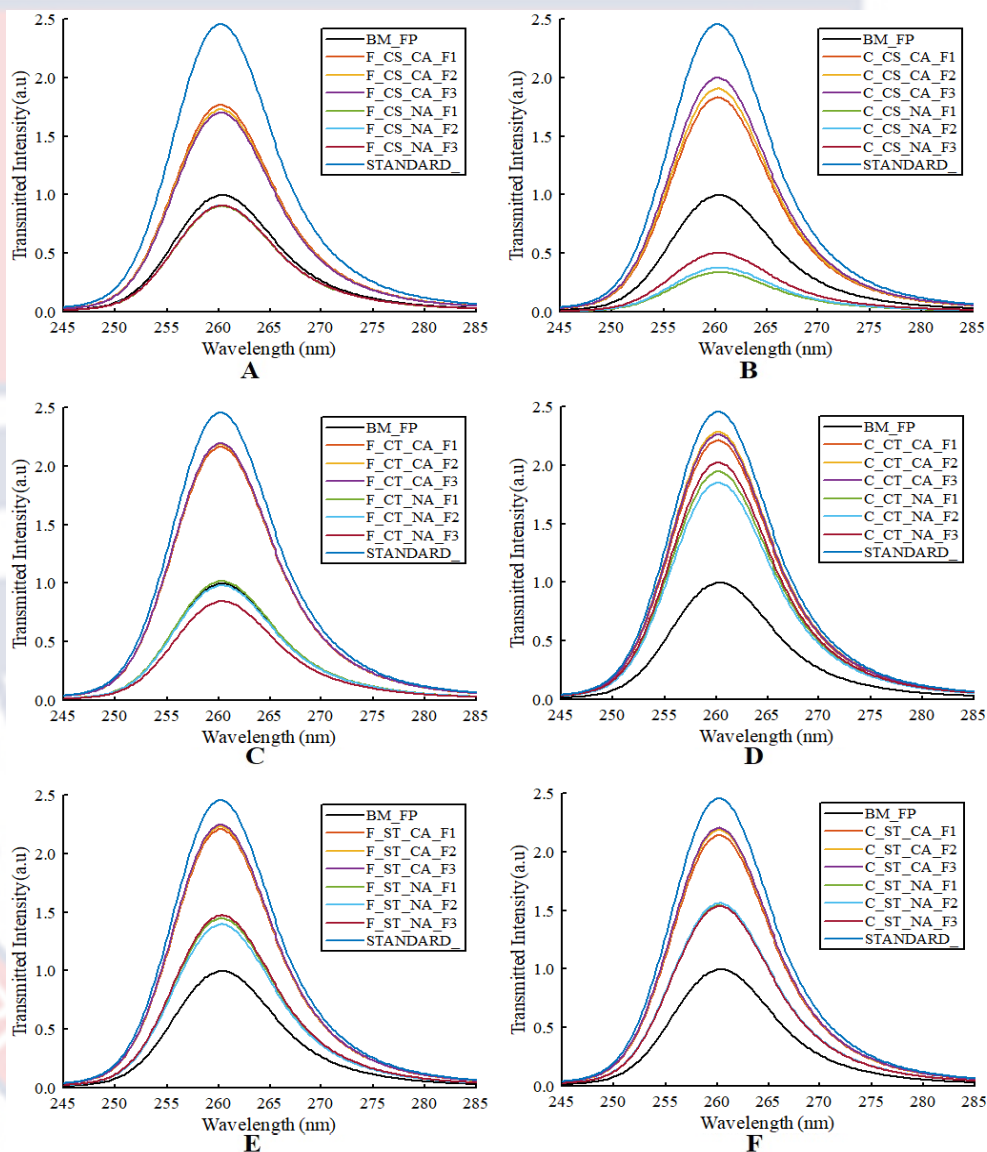 2.5
2.0
1.5
1.0
0.5
0.0
Transmitted Intensity(a.u)
BM_FP
F_CS_CA_F1
F_CS_CA_F2
F_CS_CA_F3
F_CS_NA_F1
F_CS_NA_F2
F_CS_NA_F3
STANDARD_
245 250 255 260 265 270 275 280 285
Wavelength (nm)
A
2.5
2.0
1.5
1.0
0.5
0.0
Transmitted Intensity(a.u)
BM_FP
C_CS_CA_F1
C_CS_CA_F2
C_CS_CA_F3
C_CS_NA_F1
C_CS_NA_F2
C_CS_NA_F3
STANDARD_
245 250 255 260 265 270 275 280 285
Wavelength (nm)
B
2.5
2.0
1.5
1.0
0.5
0.0
Transmitted Intensity(a.u)
BM_FP
F_CT_CA_F1
F_CT_CA_F2
F_CT_CA_F3
F_CT_NA_F1
F_CT_NA_F2
F_CT_NA_F3
STANDARD_
245 250 255 260 265 270 275 280 285
Wavelength (nm)
C
2.5
2.0
1.5
1.0
0.5
0.0
Transmitted Intensity(a.u)
BM_FP
C_CT_CA_F1
C_CT_CA_F2
C_CT_CA_F3
C_CT_NA_F1
C_CT_NA_F2
C_CT_NA_F3
STANDARD_
245 250 255 260 265 270 275 280 285
Wavelength (nm)
D
2.5
2.0
1.5
1.0
0.5
0.0
Transmitted Intensity(a.u)
BM_FP
F_ST_CA_F1
F_ST_CA_F2
F_ST_CA_F3
F_ST_NA_F1
F_ST_NA_F2
F_ST_NA_F3
STANDARD_
245 250 255 260 265 270 275 280 285
Wavelength (nm)
E
2.5
2.0
1.5
1.0
0.5
0.0
Transmitted Intensity(a.u)
BM_FP
C_ST_CA_F1
C_ST_CA_F2
C_ST_CA_F3
C_ST_NA_F1
C_ST_NA_F2
C_ST_NA_F3
STANDARD_
245 250 255 260 265 270 275 280 285
Wavelength (nm)
F